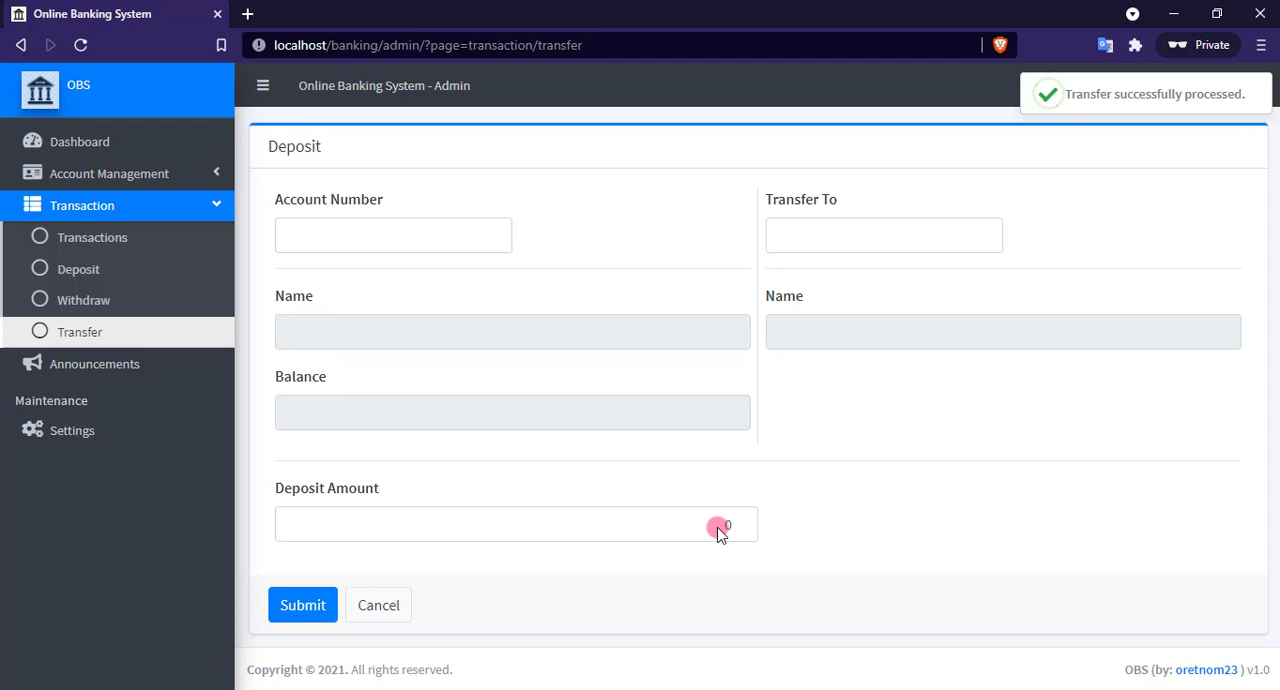 Online Banking System
localhost/banking/admin/?page=transaction/transfer
Private
OBS
Online Banking System - Admin
Transfer successfully processed.
Dashboard
Account Management
Transaction
Transactions
Deposit
Withdraw
Transfer
Announcements
Maintenance
Settings
Deposit
Account Number
Transfer To
Name
Name
Balance
Deposit Amount
0
Submit
Cancel
Copyright © 2021. All rights reserved.
OBS (by: oretnom23 ) v1.0